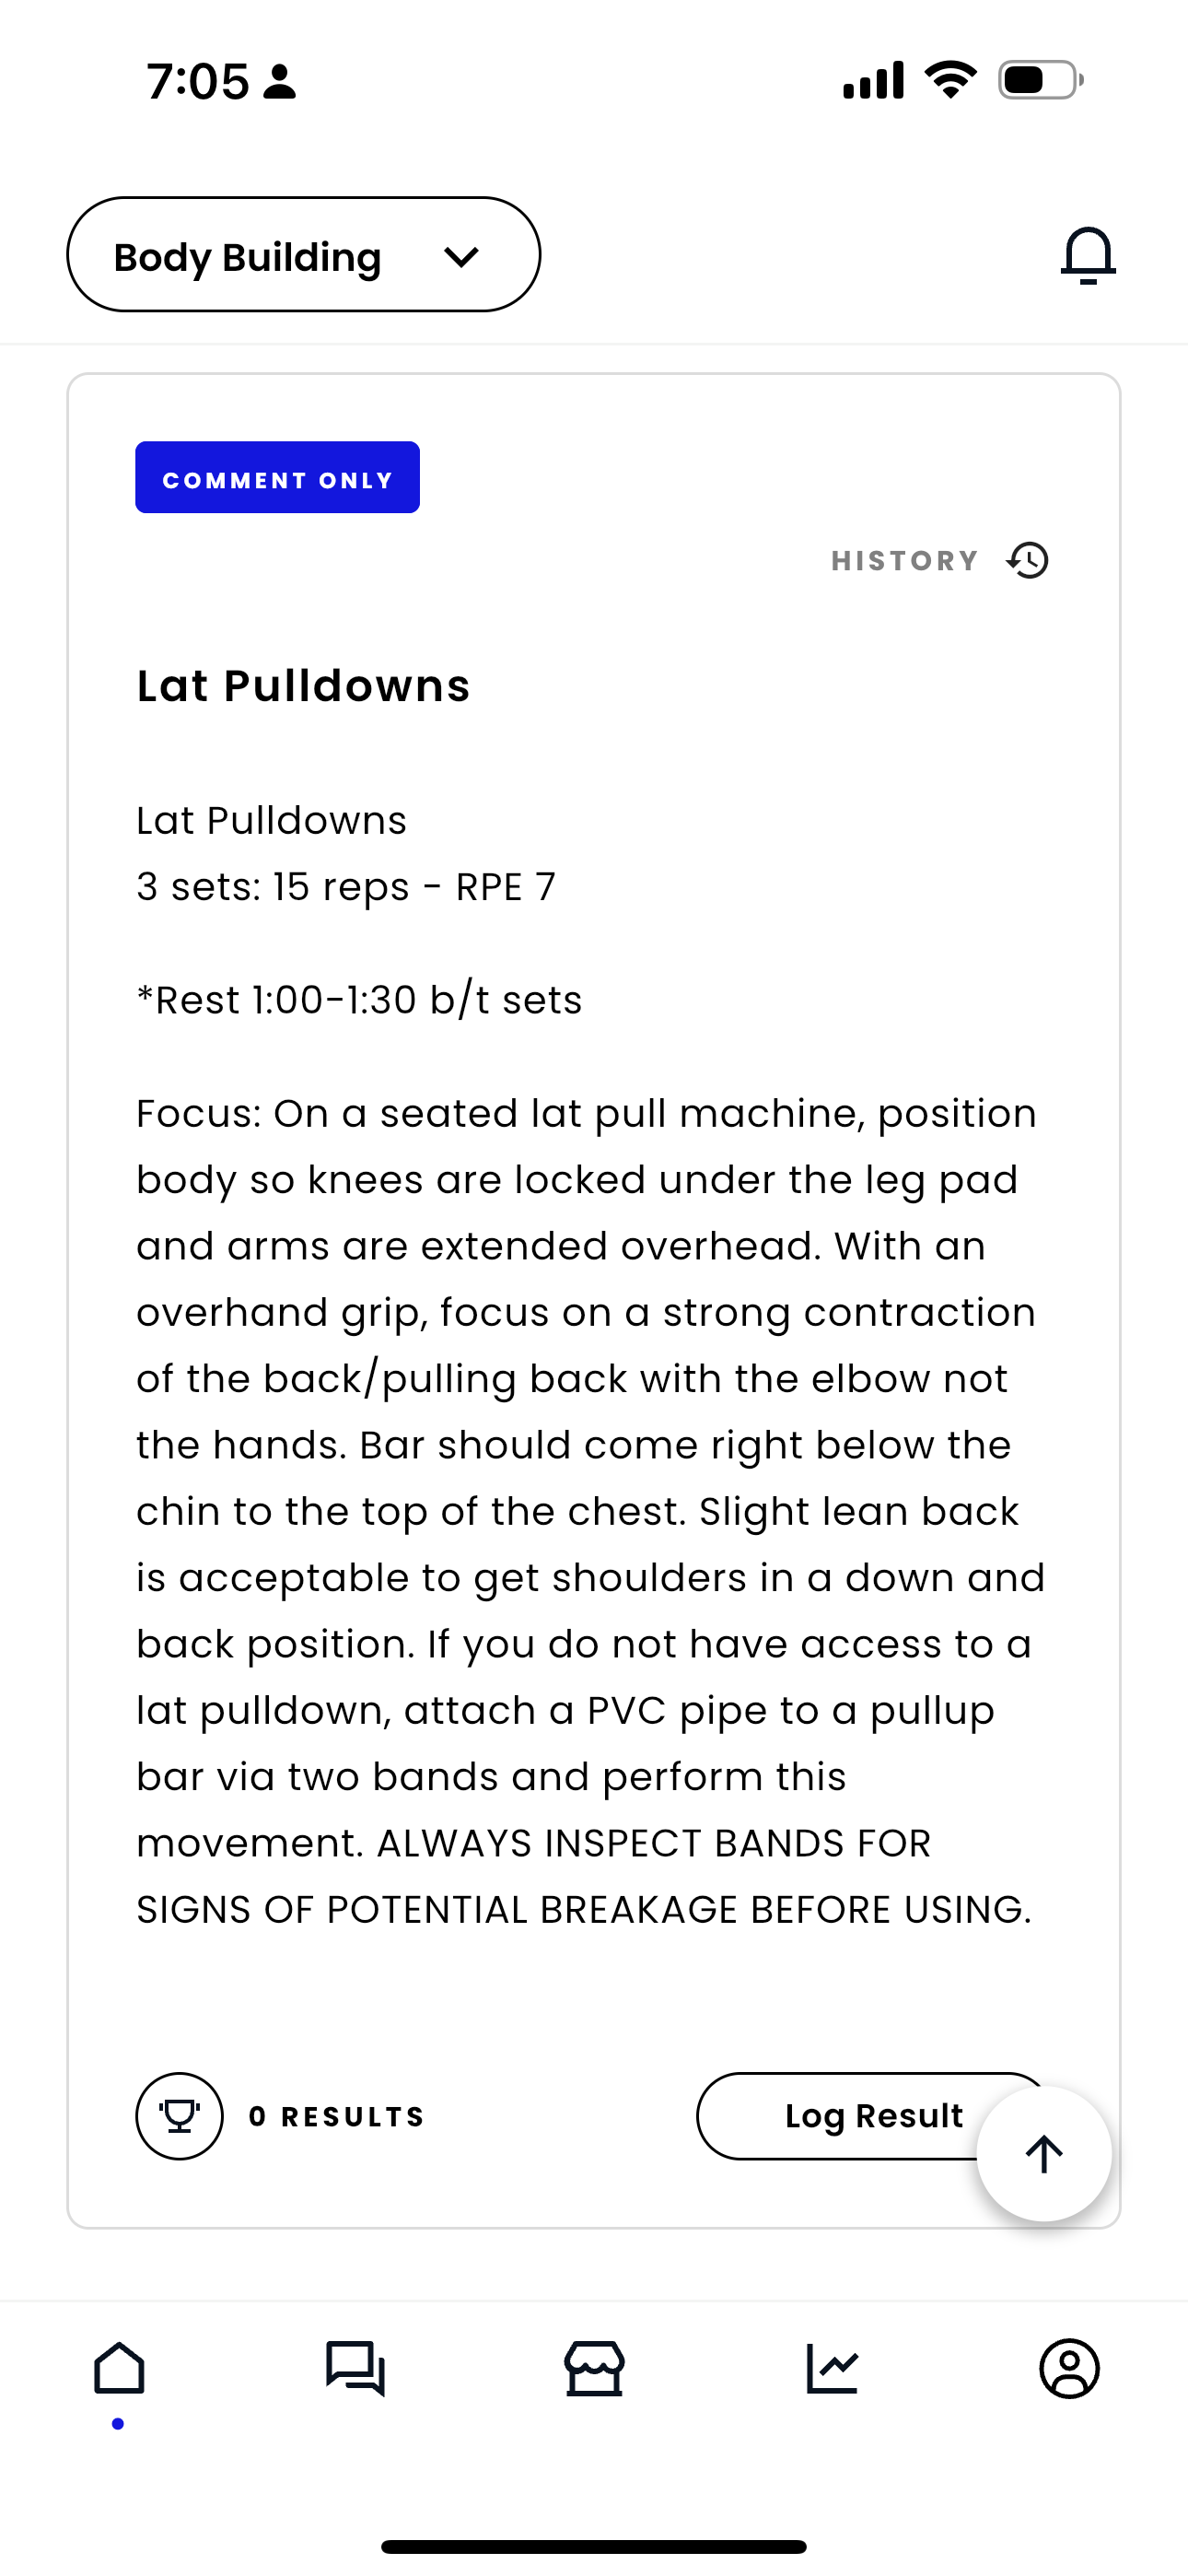 7:05
Body Building
COMMENT ONLY
HISTORY
Lat Pulldowns
Lat Pulldowns
3 sets: 15 reps - RPE 7
*Rest 1:00-1:30 b/t sets
Focus: On a seated lat pull machine, position
body so knees are locked under the leg pad
and arms are extended overhead. With an
overhand grip, focus on a strong contraction
of the back/pulling back with the elbow not
the hands. Bar should come right below the
chin to the top of the chest. Slight lean back
is acceptable to get shoulders in a down and
back position. If you do not have access to a
lat pulldown, attach a PVC pipe to a pullup
bar via two bands and perform this
movement. ALWAYS INSPECT BANDS FOR
SIGNS OF POTENTIAL BREAKAGE BEFORE USING.
0 RESULTS
Log Result